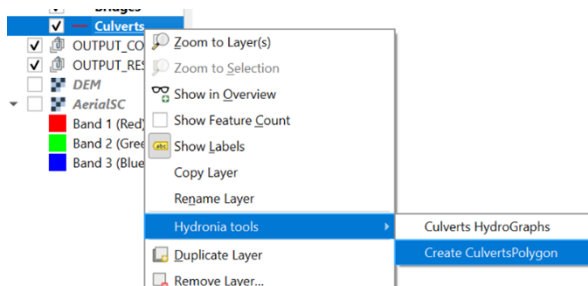 Bridges
Culverts
OUTPUT_CO
OUTPUT_RES
DEM
AerialSC
Band 1 (Red)
Band 2 (Gree
Band 3 (Blue
Zoom to Layer(s)
Zoom to Selection
Show in Overview
Show Feature Count
abc Show Labels
Copy Layer
Rename Layer
Hydronia tools
Duplicate Layer
Remove Layer...
Culverts HydroGraphs
Create CulvertsPolygon